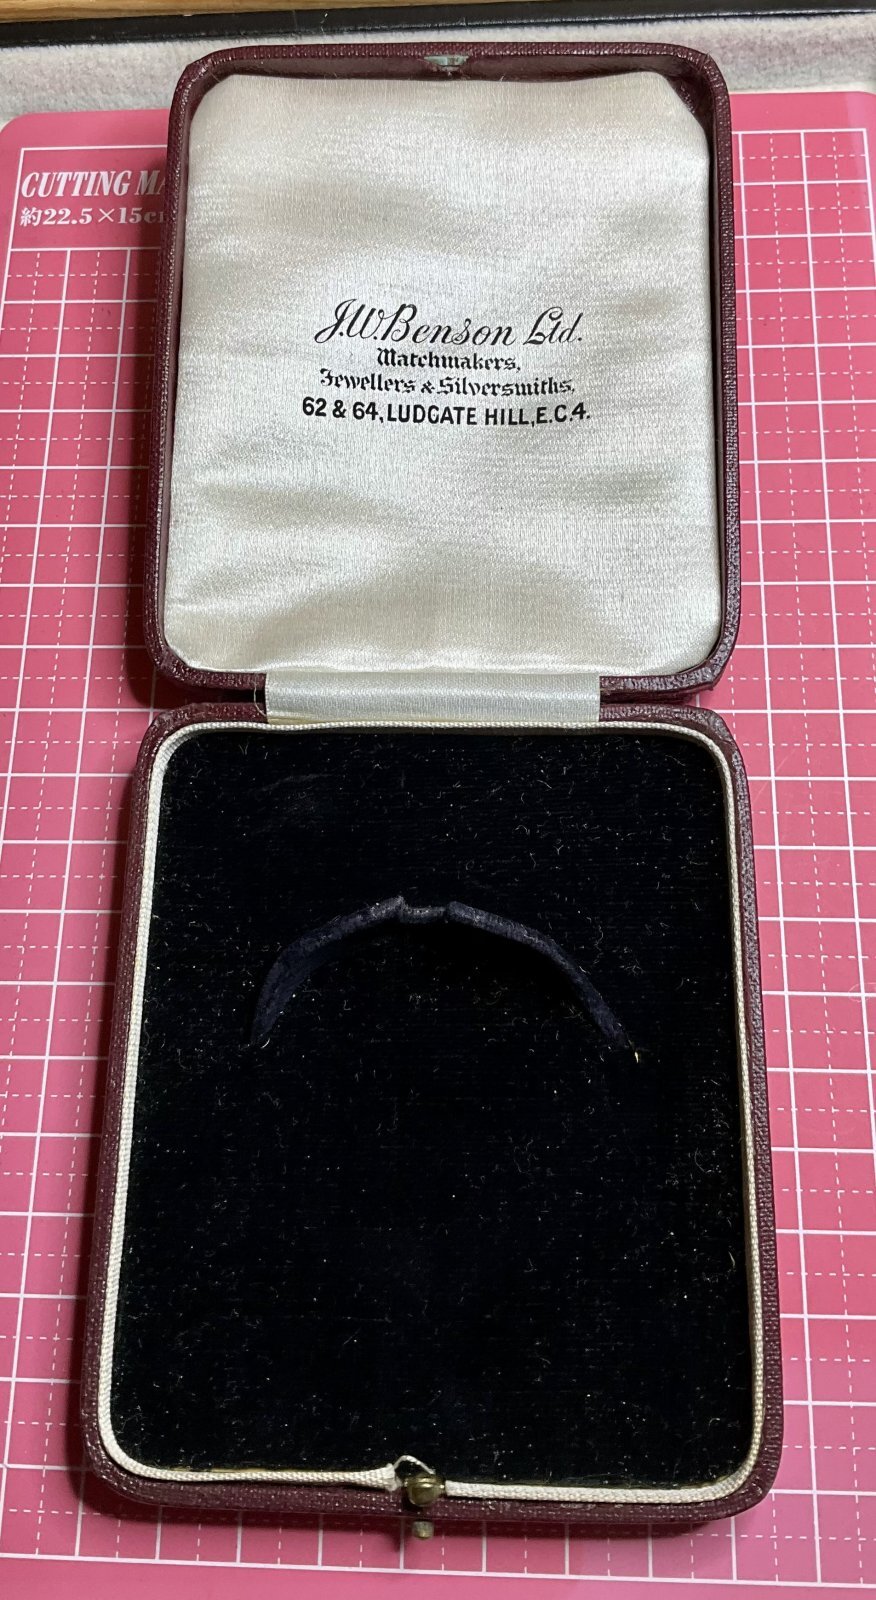 CUTTING MA
約22.5×15c
J.W.Benson Ltd.
Watchmakers,
Jewellers & Silversmiths,
62 & 64, LUDGATE HILL, E.C.4.